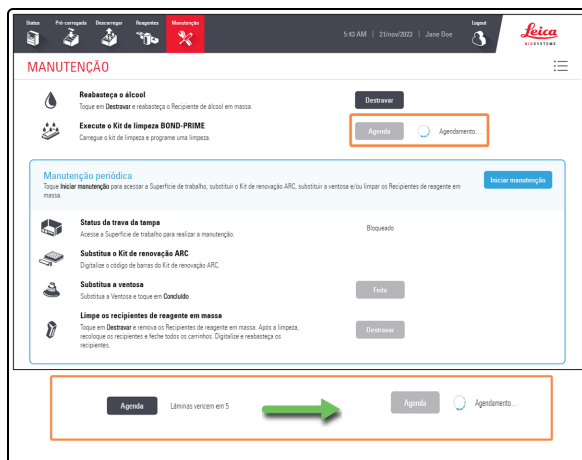 Status Pré-carregado Descarregar Reagentes Manutenção
5:43 AM | 21/nov/2023 | Jane Doe
Logout
Leica
BIOSYSTEMS
MANUTENÇÃO
Reabasteça o álcool
Toque em Destravar e reabasteça o Recipiente de álcool em massa.
Destravar
Execute o Kit de limpeza BOND-PRIME
Carregue o kit de limpeza e programe uma limpeza.
Agenda Agendamento...
Manutenção periódica
Toque Iniciar manutenção para acessar a Superfície de trabalho, substituir o Kit de renovação ARC, substituir a ventosa e/ou limpar os Recipientes de reagente em
massa.
Iniciar manutenção
Status da trava da tampa
Acesse a Superfície de trabalho para realizar a manutenção.
Bloqueado
Substitua o Kit de renovação ARC
Digitalize o código de barras do Kit de renovação ARC.
Substitua a ventosa
Substitua a Ventosa e toque em Concluído
Feito
Limpe os recipientes de reagente em massa
Toque em Destravar e remova os Recipientes de reagente em massa. Após a limpeza,
recoloque os recipientes e feche todos os carrinhos. Digitalize e reabasteça os
recipientes.
Destravar
Agenda Lâminas vencem em 5 Agenda Agendamento...